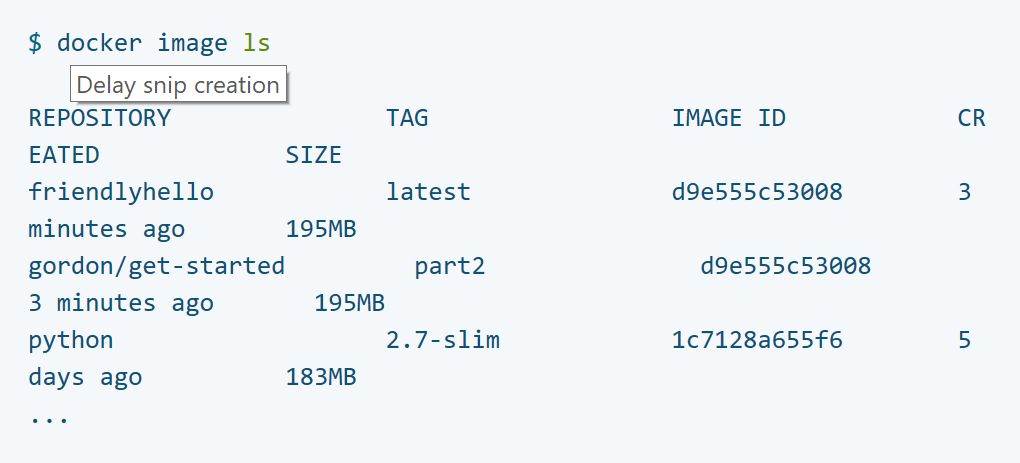 $ docker image ls
Delay snip creation
REPOSITORY TAG IMAGE ID CR
EATED SIZE
friendlyhello latest d9e555c53008 3
minutes ago 195MB
gordon/get-started part2 d9e555c53008
3 minutes ago 195MB
python 2.7-slim 1c7128a655f6 5
days ago 183MB
...